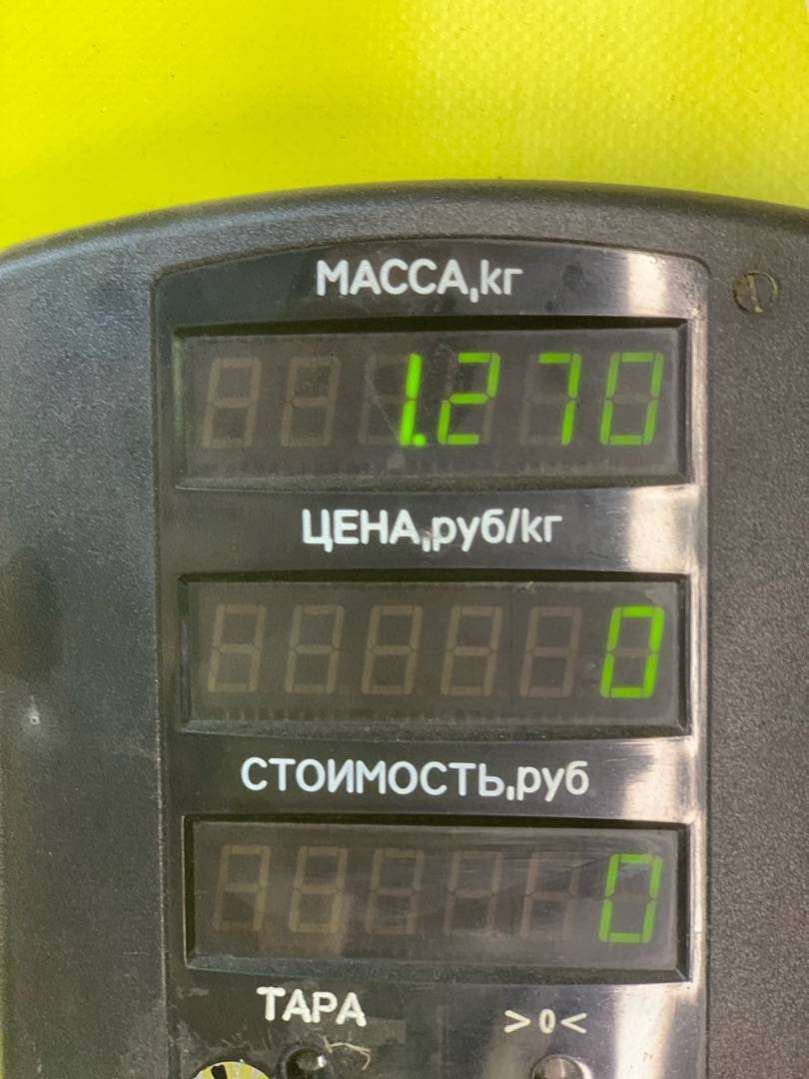 МАССА,кг
1.270
ЦЕНА,руб/кг
0
СТОИМОСТЬ,руб
0
ТАРА >0<